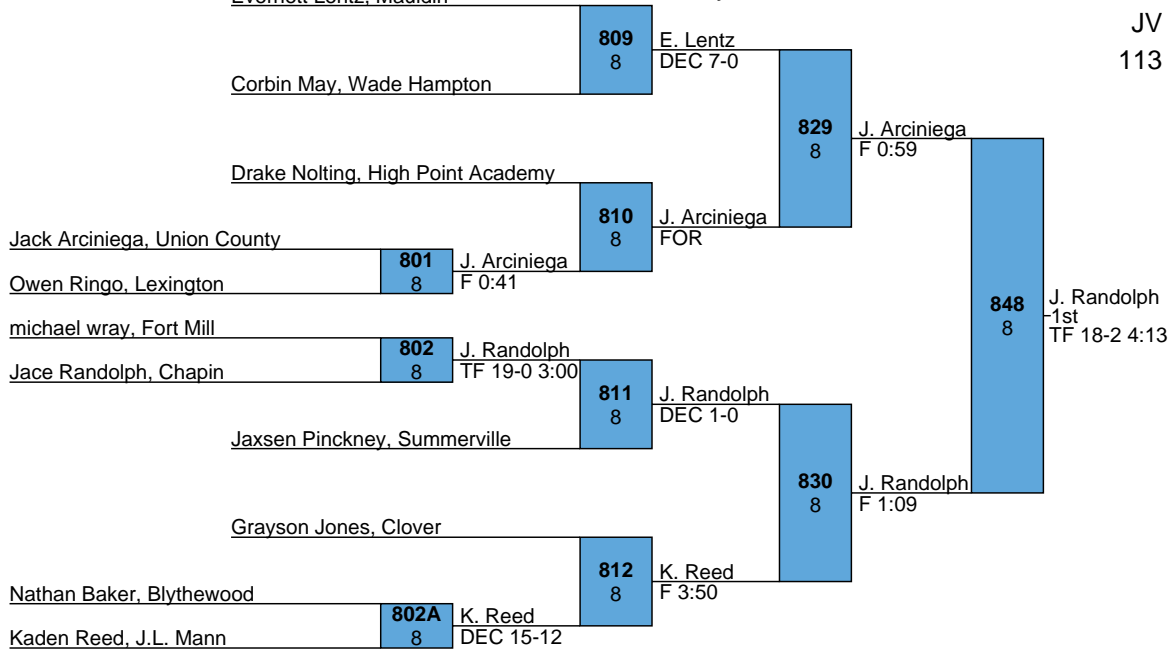 JV
113
809
8
E. Lentz
DEC 7-0
Corbin May, Wade Hampton
829
8
J. Arciniega
F 0:59
Drake Nolting, High Point Academy
810
8
J. Arciniega
FOR
Jack Arciniega, Union County
801
8
J. Arciniega
F 0:41
Owen Ringo, Lexington
848
8
J. Randolph
1st
TF 18-2 4:13
michael wray, Fort Mill
802
8
J. Randolph
TF 19-0 3:00
Jace Randolph, Chapin
811
8
J. Randolph
DEC 1-0
Jaxsen Pinckney, Summerville
830
8
J. Randolph
F 1:09
Grayson Jones, Clover
812
8
K. Reed
F 3:50
Nathan Baker, Blythewood
802A
8
K. Reed
DEC 15-12
Kaden Reed, J.L. Mann